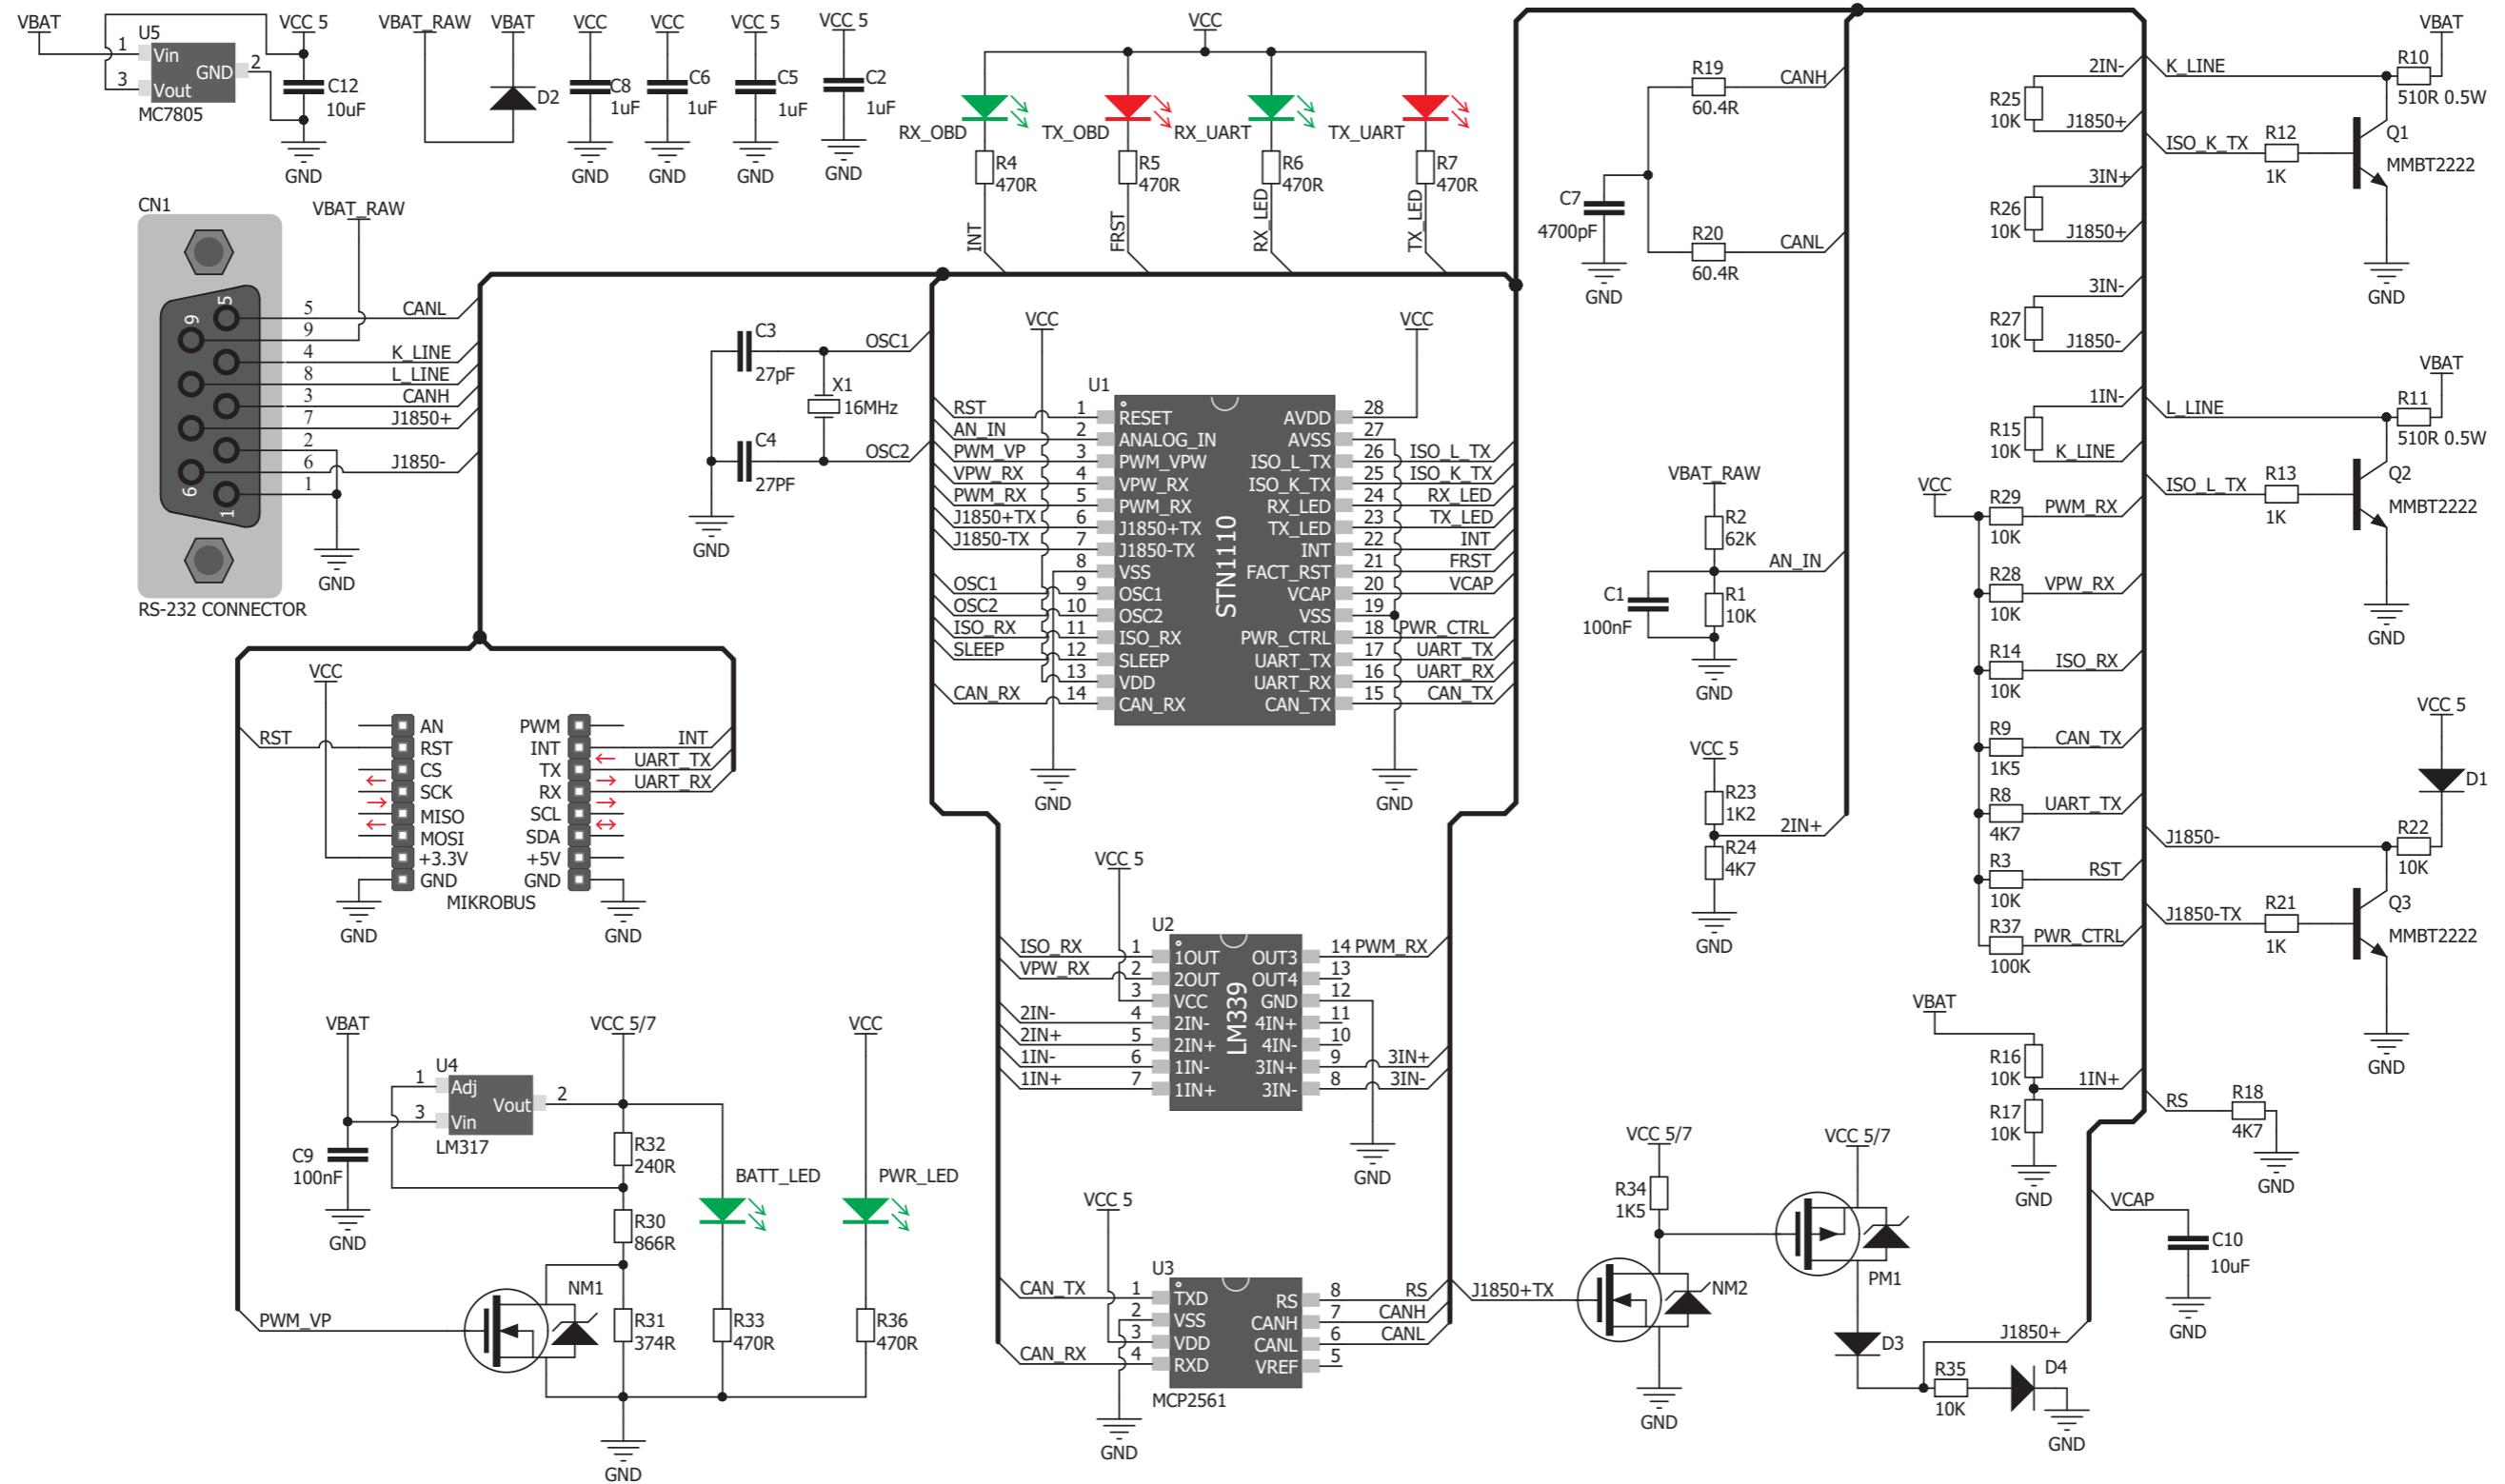 VBAT
U5
1
Vin
3
Vout
GND
2
MC7805
VCC 5
C12
10uF
GND
VBAT_RAW
VBAT
D2
VCC
C8
1uF
GND
VCC
C6
1uF
GND
VCC 5
C5
1uF
GND
VCC 5
C2
1uF
GND
VCC
RX_OBD
TX_OBD
RX_UART
TX_UART
R4
470R
R5
470R
R6
470R
R7
470R
INT
FRST
RX_LED
TX_LED
CN1
VBAT_RAW
5
9
6
1
5
CANL
9
4
K_LINE
8
L_LINE
3
CANH
7
J1850+
2
6
J1850-
1
GND
RS-232 CONNECTOR
C3
27pF
OSC1
X1
16MHz
C4
27PF
OSC2
GND
VCC
VCC
U1
STN1110
RST 1 RESET
AN_IN 2 ANALOG_IN
PWM_VP 3 PWM_VPW
VPW_RX 4 VPW_RX
PWM_RX 5 PWM_RX
J1850+TX 6 J1850+TX
J1850-TX 7 J1850-TX
8 VSS
OSC1 9 OSC1
OSC2 10 OSC2
ISO_RX 11 ISO_RX
SLEEP 12 SLEEP
13 VDD
CAN_RX 14 CAN_RX
AVDD 28
AVSS 27
ISO_L_TX 26 ISO_L_TX
ISO_K_TX 25 ISO_K_TX
RX_LED 24 RX_LED
TX_LED 23 TX_LED
INT 22 INT
FACT_RST 21 FRST
VCAP 20 VCAP
VSS 19
PWR_CTRL 18 PWR_CTRL
UART_TX 17 UART_TX
UART_RX 16 UART_RX
CAN_TX 15 CAN_TX
GND
GND
VCC
RST
AN
RST
CS
SCK
MISO
MOSI
+3.3V
GND
PWM
INT
TX
RX
SCL
SDA
+5V
GND
INT
UART_TX
UART_RX
MIKROBUS
GND
GND
VBAT
U4
1
Adj
3
Vin
Vout
2
LM317
C9
100nF
GND
VCC 5/7
R32
240R
R30
866R
R31
374R
NM1
PWM_VP
BATT_LED
R33
470R
VCC
PWR_LED
R36
470R
GND
VCC 5
U2
LM339
ISO_RX 1 1OUT
VPW_RX 2 2OUT
3 VCC
2IN- 4 2IN-
2IN+ 5 2IN+
1IN- 6 1IN-
1IN+ 7 1IN+
OUT3 14 PWM_RX
OUT4 13
GND 12
4IN+ 11
4IN- 10
3IN+ 9 3IN+
3IN- 8 3IN-
GND
VCC 5
U3
CAN_TX 1 TXD
2 VSS
3 VDD
CAN_RX 4 RXD
RS 8 RS
CANH 7 CANH
CANL 6 CANL
VREF 5
MCP2561
GND
R19
60.4R
CANH
C7
4700pF
GND
R20
60.4R
CANL
VBAT_RAW
R2
62K
AN_IN
C1
100nF
R1
10K
GND
VCC 5
R23
1K2
2IN+
R24
4K7
GND
VCC 5/7
R34
1K5
J1850+TX
NM2
GND
VCC 5/7
PM1
D3
J1850+
R35
10K
D4
GND
2IN-
R25
10K
J1850+
3IN+
R26
10K
J1850+
3IN-
R27
10K
J1850-
1IN-
R15
10K
K_LINE
VCC
R29
10K
PWM_RX
R28
10K
VPW_RX
R14
10K
ISO_RX
R9
1K5
CAN_TX
R8
4K7
UART_TX
R3
10K
RST
R37
100K
PWR_CTRL
VBAT
R16
10K
1IN+
R17
10K
GND
RS
R18
4K7
GND
VCAP
C10
10uF
GND
VBAT
K_LINE
R10
510R 0.5W
ISO_K_TX
R12
1K
Q1
MMBT2222
GND
VBAT
L_LINE
R11
510R 0.5W
ISO_L_TX
R13
1K
Q2
MMBT2222
GND
VCC 5
D1
J1850-
R22
10K
J1850-TX
R21
1K
Q3
MMBT2222
GND